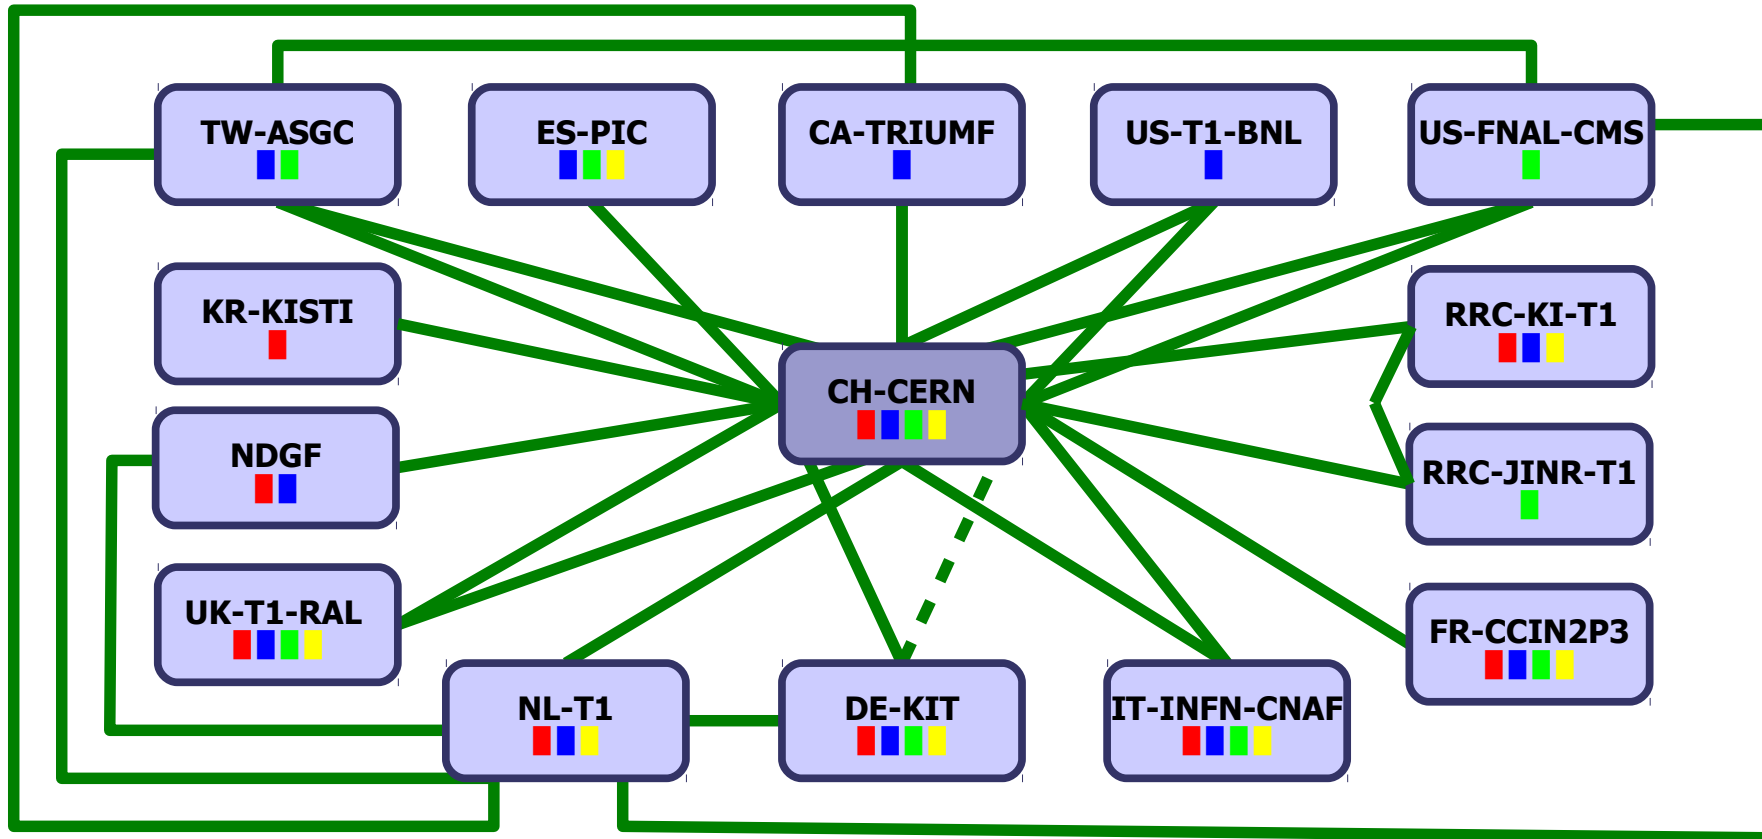 TW-ASGC
ES-PIC
CA-TRIUMF
US-T1-BNL
US-FNAL-CMS
KR-KISTI
RRC-KI-T1
CH-CERN
NDGF
RRC-JINR-T1
UK-T1-RAL
FR-CCIN2P3
NL-T1
DE-KIT
IT-INFN-CNAF